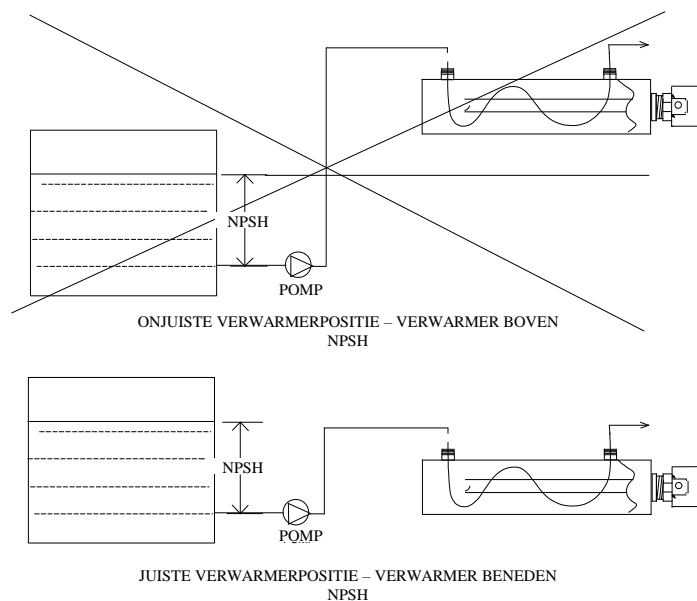 NPSH
POMP
ONJUISTE VERWARMERPOSITIE – VERWARMER BOVEN
NPSH
NPSH
POMP
JUISTE VERWARMERPOSITIE – VERWARMER BENEDEN
NPSH